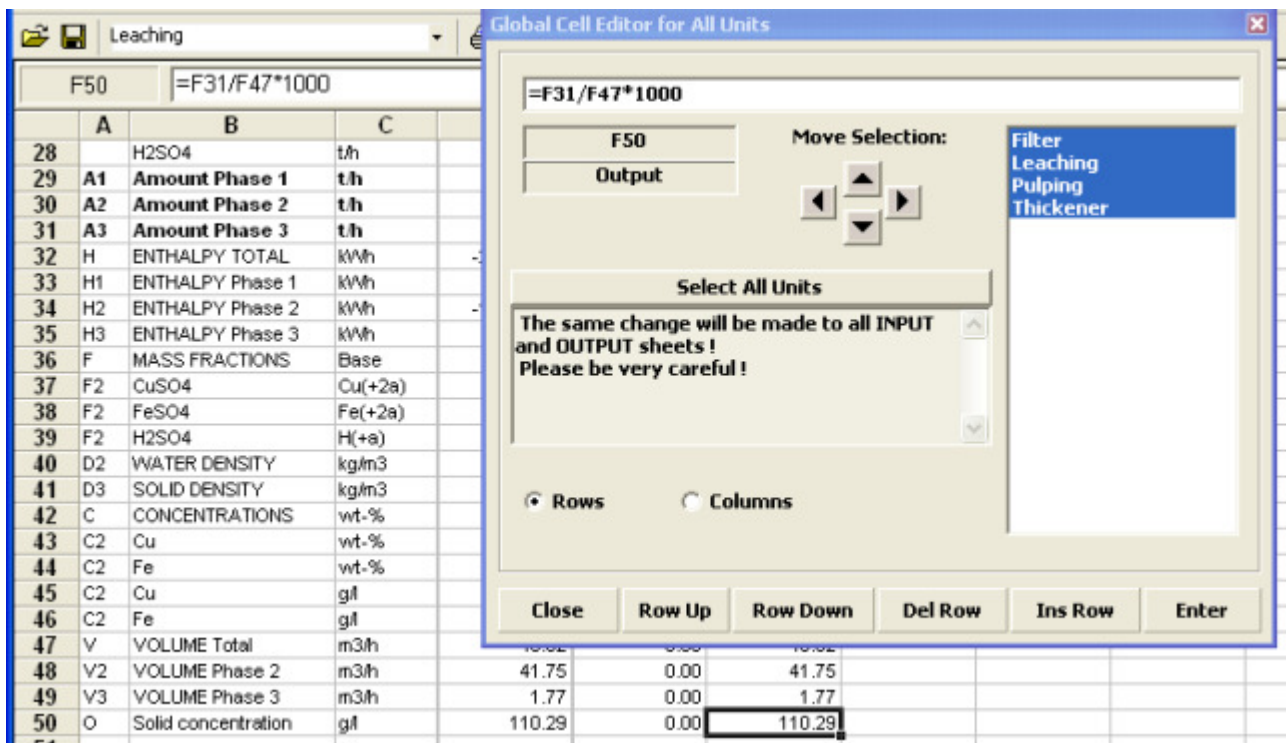 Leaching
Global Cell Editor for All Units
F50 =F31/F47*1000
A B C
28 H2SO4 t/h
29 A1 Amount Phase 1 t/h
30 A2 Amount Phase 2 t/h
31 A3 Amount Phase 3 t/h
32 H ENTHALPY TOTAL kWh
33 H1 ENTHALPY Phase 1 kWh
34 H2 ENTHALPY Phase 2 kWh
35 H3 ENTHALPY Phase 3 kWh
36 F MASS FRACTIONS Base
37 F2 CuSO4 Cu(+2a)
38 F2 FeSO4 Fe(+2a)
39 F2 H2SO4 H(+a)
40 D2 WATER DENSITY kg/m3
41 D3 SOLID DENSITY kg/m3
42 C CONCENTRATIONS wt-%
43 C2 Cu wt-%
44 C2 Fe wt-%
45 C2 Cu g/l
46 C2 Fe g/l
47 V VOLUME Total m3/h
48 V2 VOLUME Phase 2 m3/h 41.75 0.00 41.75
49 V3 VOLUME Phase 3 m3/h 1.77 0.00 1.77
50 O Solid concentration g/l 110.29 0.00 110.29
=F31/F47*1000
F50
Output
Move Selection:
Filter
Leaching
Pulping
Thickener
Select All Units
The same change will be made to all INPUT
and OUTPUT sheets !
Please be very careful !
Rows Columns
Close Row Up Row Down Del Row Ins Row Enter